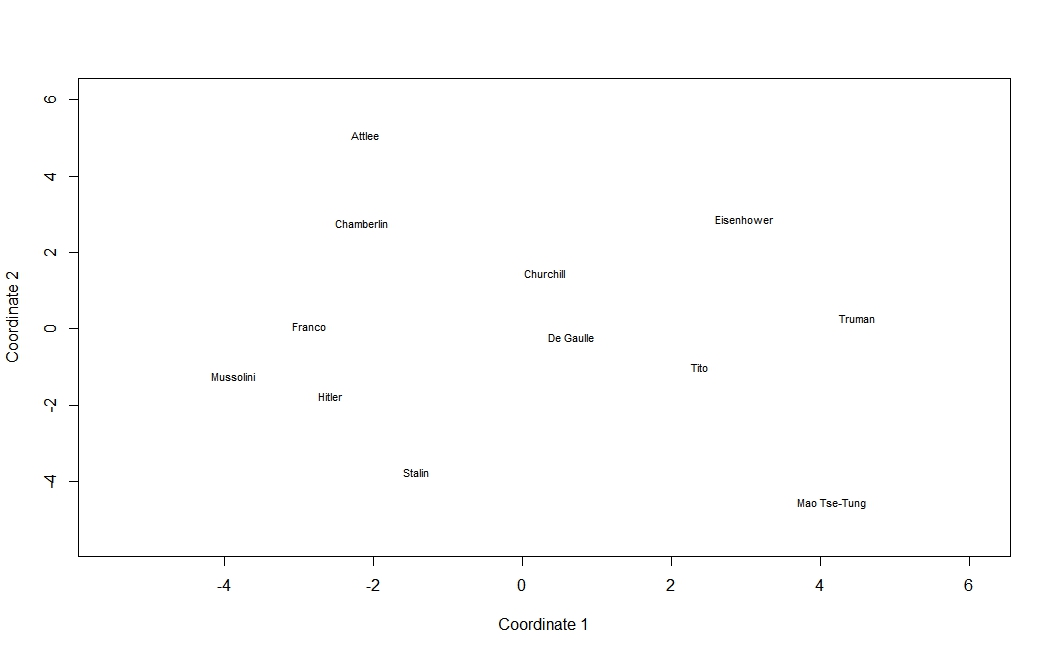 6
Attlee
4
Chamberlin
Eisenhower
2
Churchill
Truman
Franco
0
De Gaulle
Tito
Mussolini
Hitler
-2
Stalin
-4
Mao Tse-Tung
Coordinate 2
-4 -2 0 2 4 6
Coordinate 1